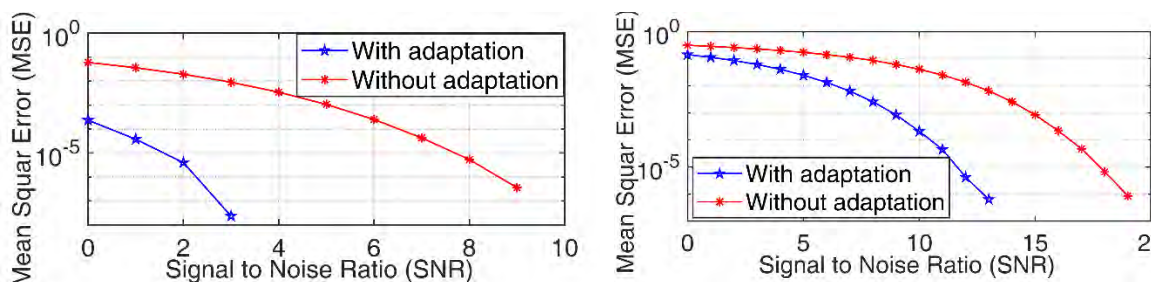 Mean Squar Error (MSE)
10^0
10^-5
With adaptation
Without adaptation
0 2 4 6 8 10
Signal to Noise Ratio (SNR)
Mean Squar Error (MSE)
10^0
10^-5
With adaptation
Without adaptation
0 5 10 15 2
Signal to Noise Ratio (SNR)